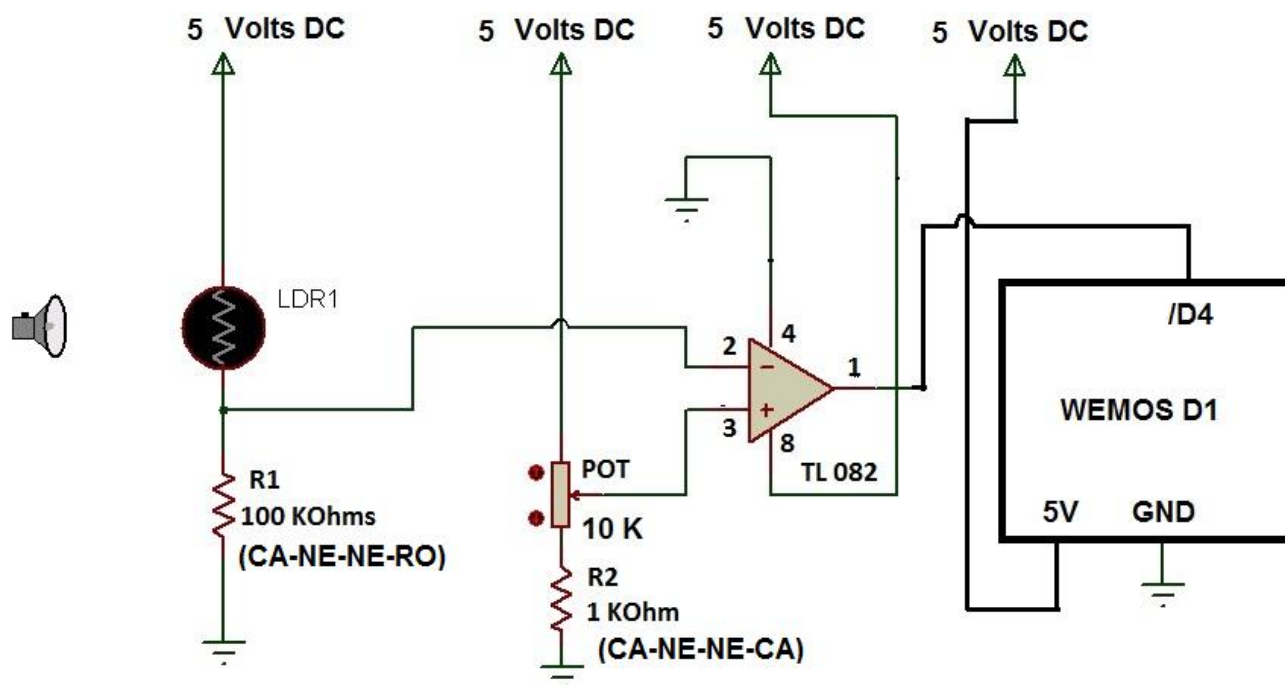 5 Volts DC
5 Volts DC
5 Volts DC
5 Volts DC
LDR1
/D4
2
4
1
WEMOS D1
3
8
POT
TL 082
R1
100 KOhms
10 K
5V
GND
(CA-NE-NE-RO)
R2
1 KOhm
(CA-NE-NE-CA)